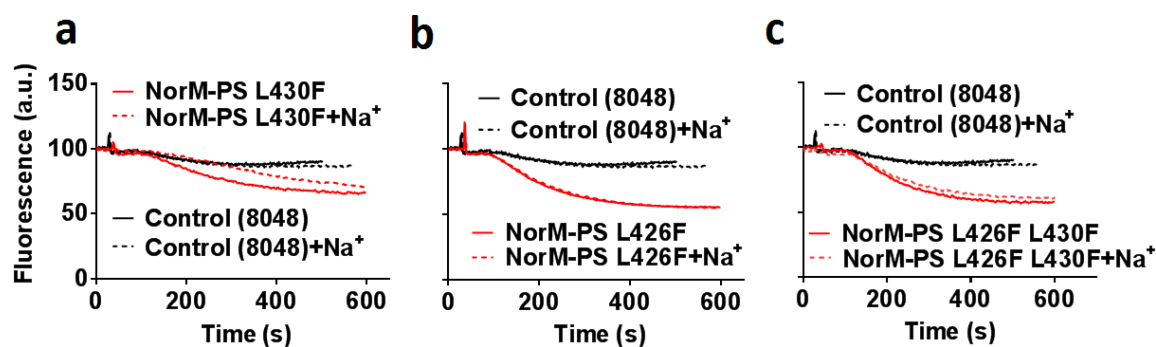 a
b
c
Fluorescence (a.u.)
150
100
50
0
NorM-PS L430F
NorM-PS L430F+Na⁺
Control (8048)
Control (8048)+Na⁺
0 200 400 600
Time (s)
Control (8048)
Control (8048)+Na⁺
NorM-PS L426F
NorM-PS L426F+Na⁺
0 200 400 600
Time (s)
Control (8048)
Control (8048)+Na⁺
NorM-PS L426F L430F
NorM-PS L426F L430F+Na⁺
0 200 400 600
Time (s)